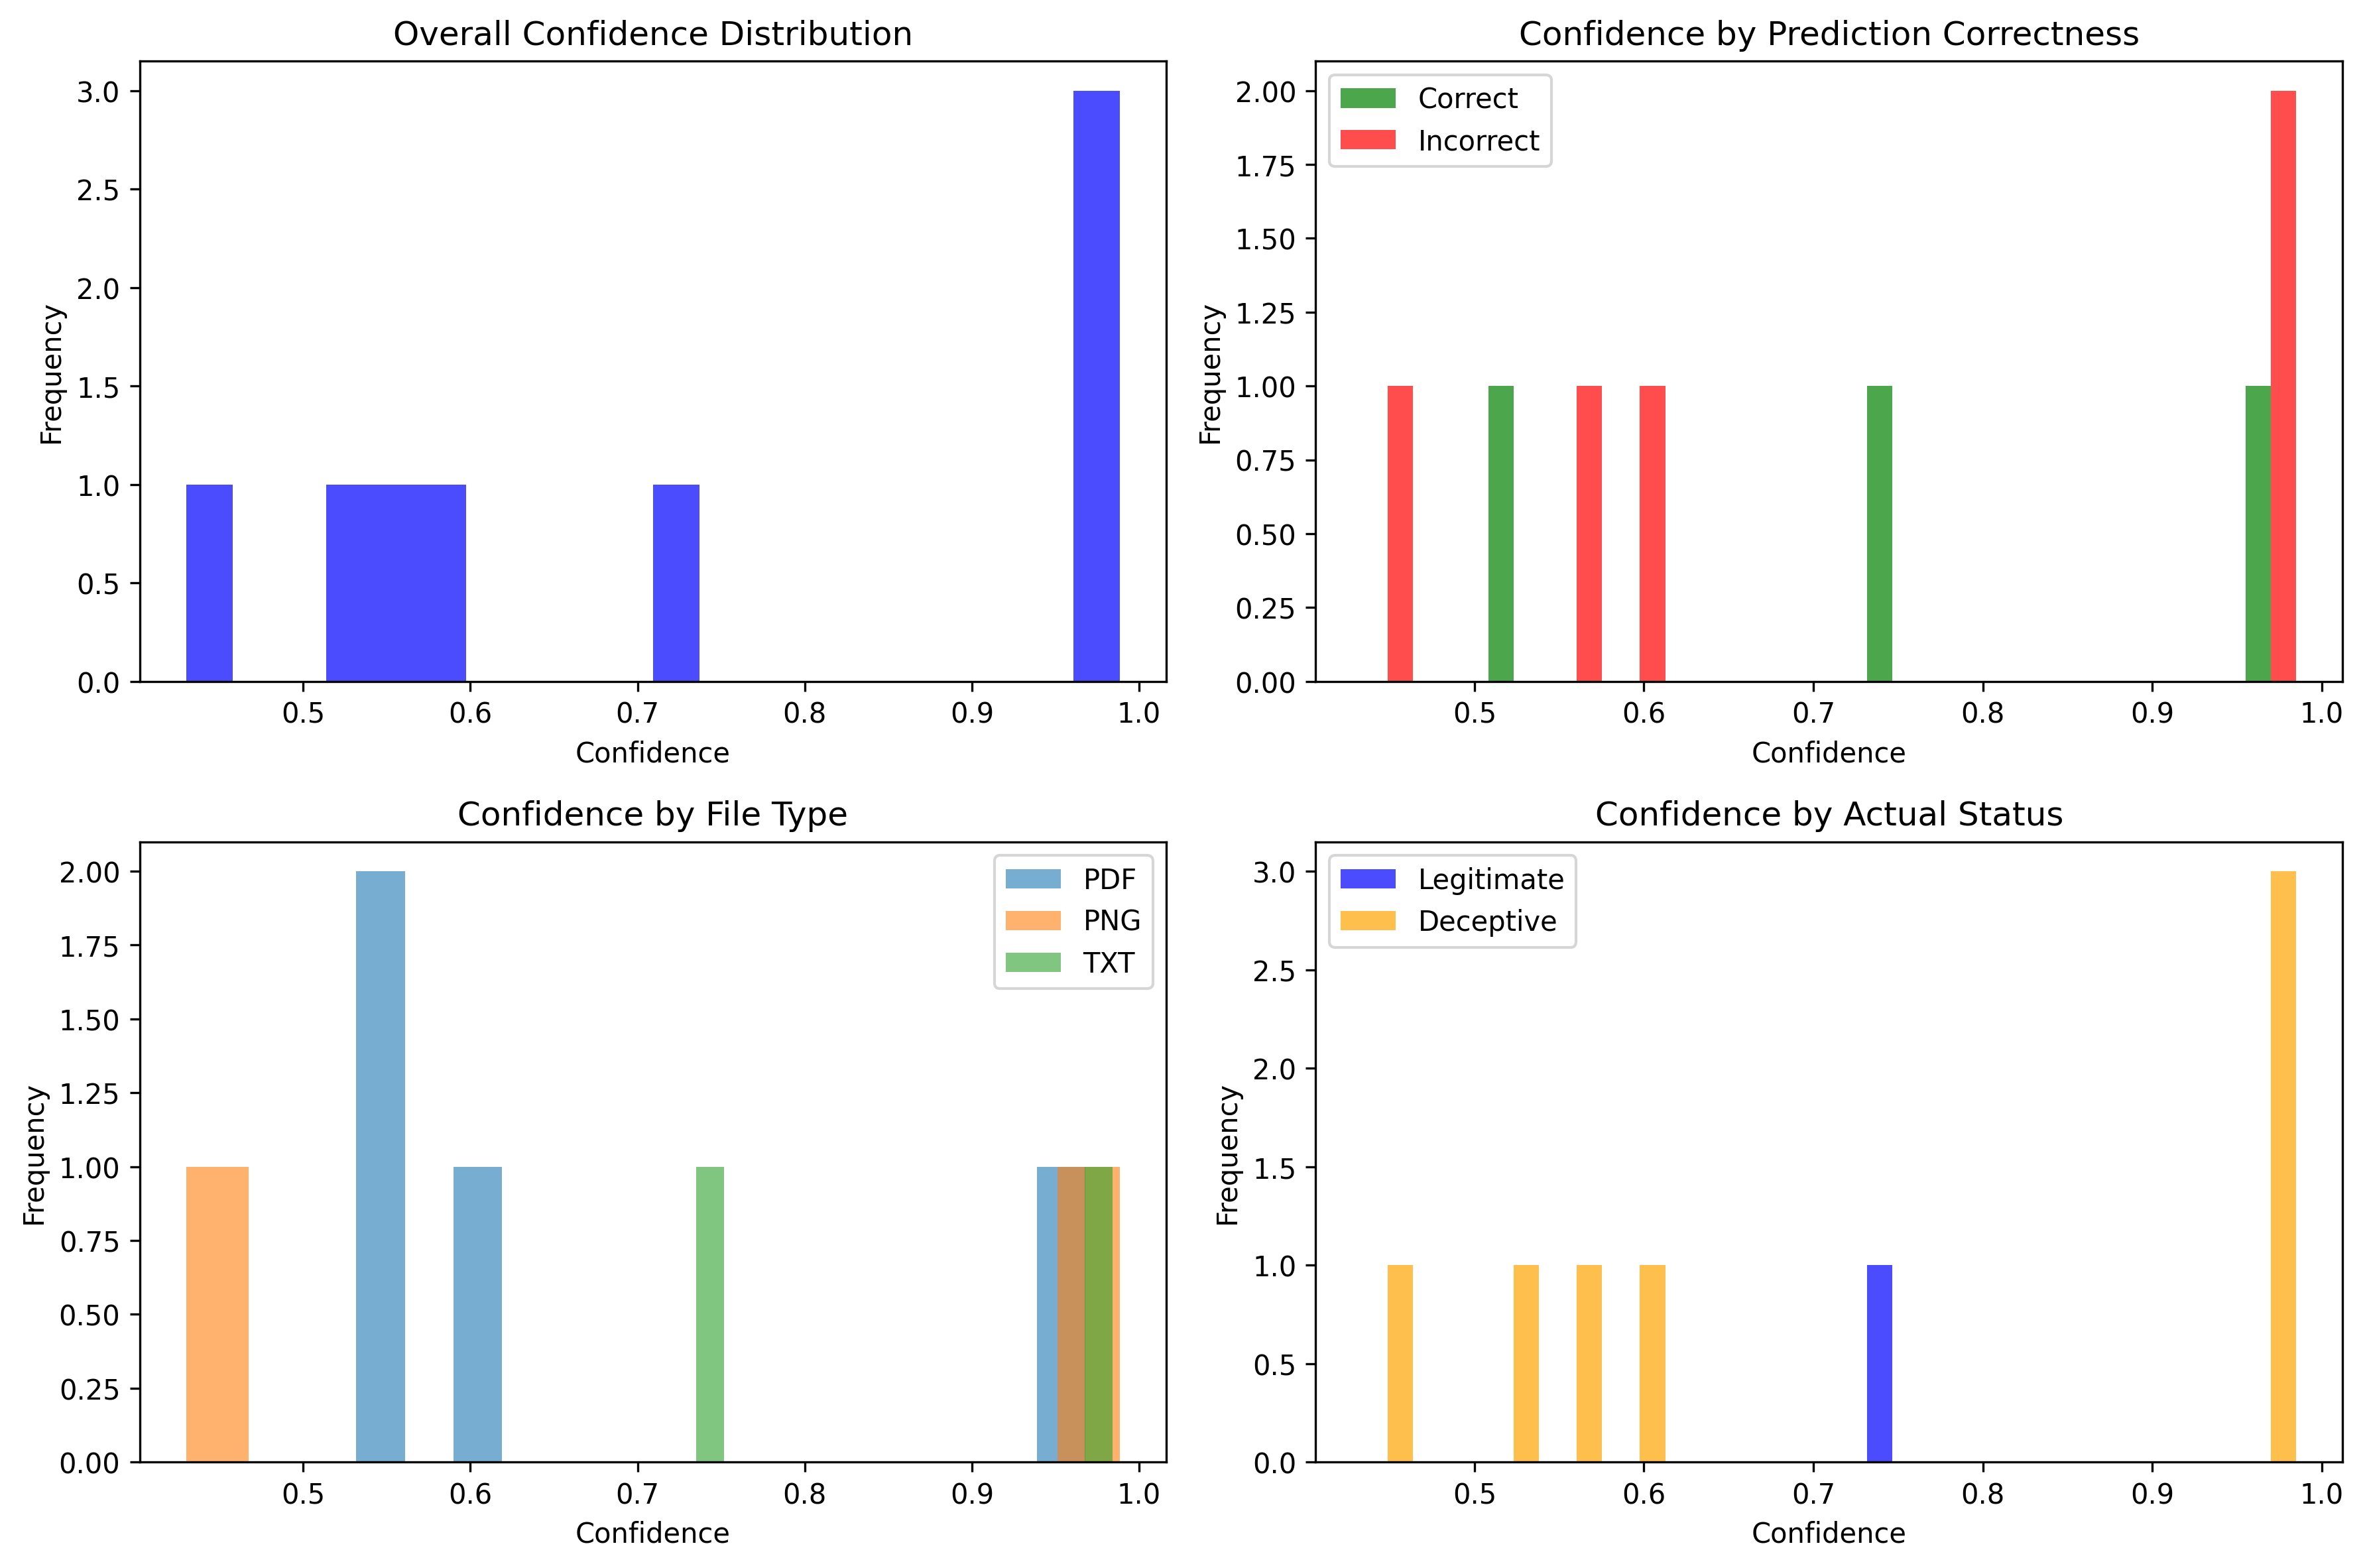 Overall Confidence Distribution
3.0
2.5
2.0
1.5
1.0
0.5
0.0
Frequency
0.5 0.6 0.7 0.8 0.9 1.0
Confidence
Confidence by Prediction Correctness
Correct
Incorrect
2.00
1.75
1.50
1.25
1.00
0.75
0.50
0.25
0.00
Frequency
0.5 0.6 0.7 0.8 0.9 1.0
Confidence
Confidence by File Type
PDF
PNG
TXT
2.00
1.75
1.50
1.25
1.00
0.75
0.50
0.25
0.00
Frequency
0.5 0.6 0.7 0.8 0.9 1.0
Confidence
Confidence by Actual Status
Legitimate
Deceptive
3.0
2.5
2.0
1.5
1.0
0.5
0.0
Frequency
0.5 0.6 0.7 0.8 0.9 1.0
Confidence